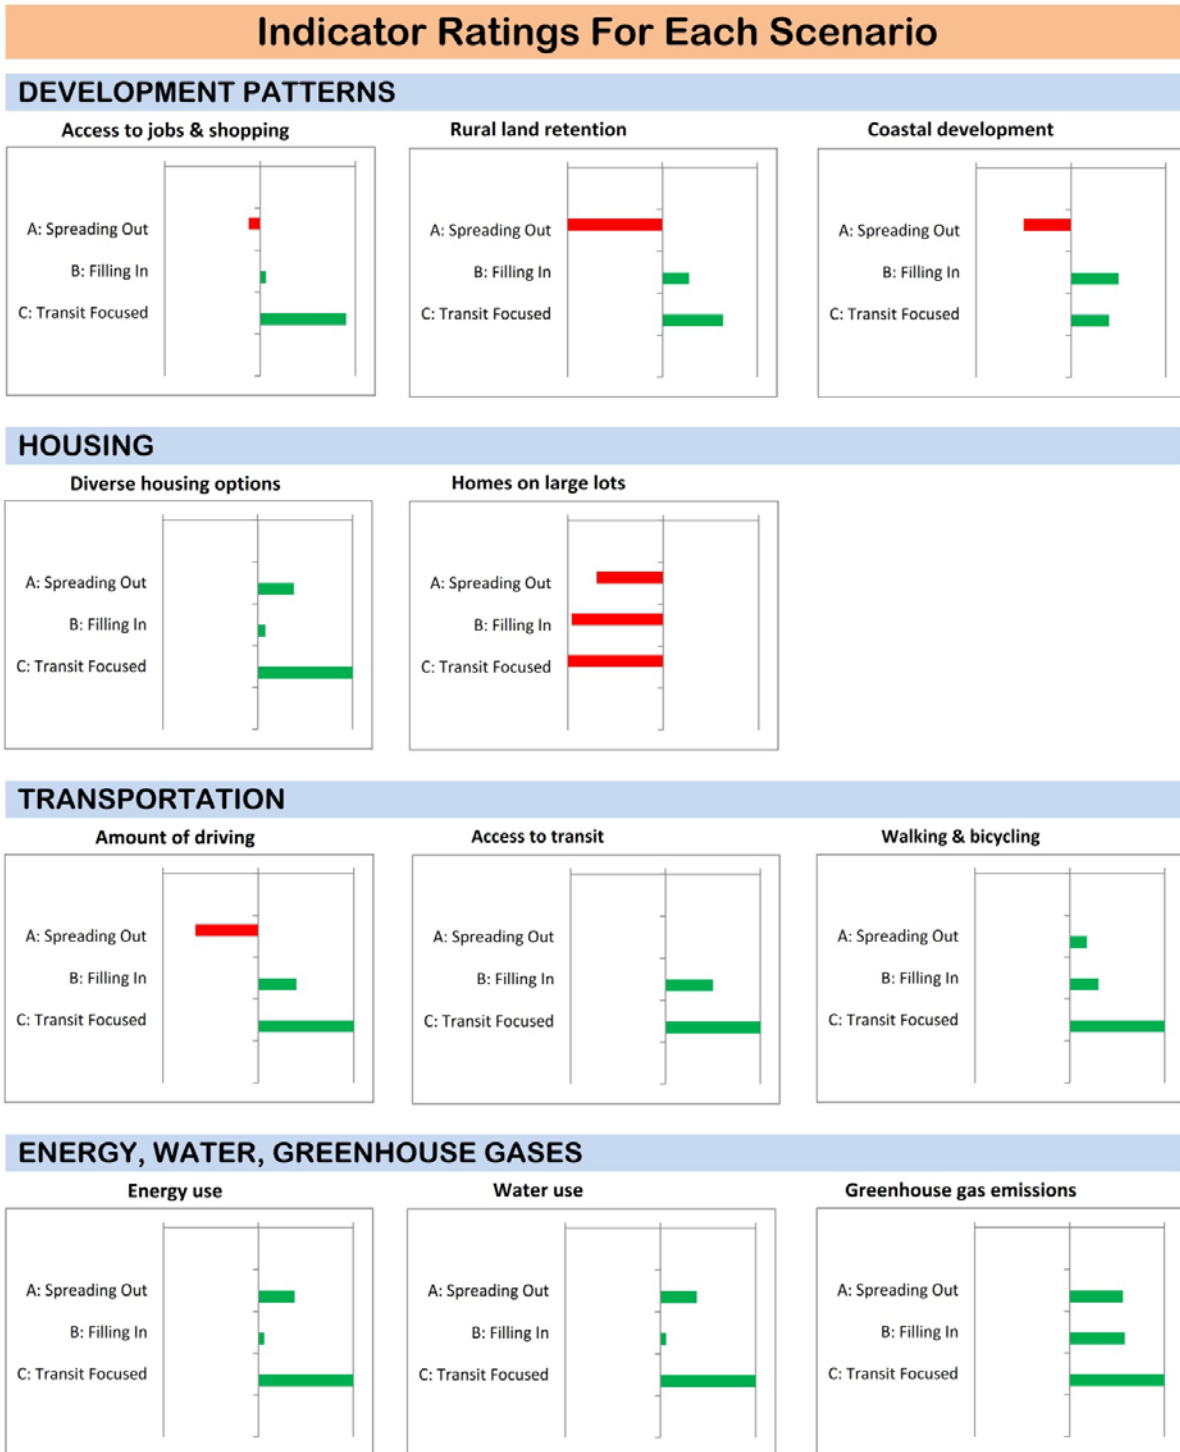 Indicator Ratings For Each Scenario
DEVELOPMENT PATTERNS
Access to jobs & shopping
A: Spreading Out
B: Filling In
C: Transit Focused
Rural land retention
A: Spreading Out
B: Filling In
C: Transit Focused
Coastal development
A: Spreading Out
B: Filling In
C: Transit Focused
HOUSING
Diverse housing options
A: Spreading Out
B: Filling In
C: Transit Focused
Homes on large lots
A: Spreading Out
B: Filling In
C: Transit Focused
TRANSPORTATION
Amount of driving
A: Spreading Out
B: Filling In
C: Transit Focused
Access to transit
A: Spreading Out
B: Filling In
C: Transit Focused
Walking & bicycling
A: Spreading Out
B: Filling In
C: Transit Focused
ENERGY, WATER, GREENHOUSE GASES
Energy use
A: Spreading Out
B: Filling In
C: Transit Focused
Water use
A: Spreading Out
B: Filling In
C: Transit Focused
Greenhouse gas emissions
A: Spreading Out
B: Filling In
C: Transit Focused